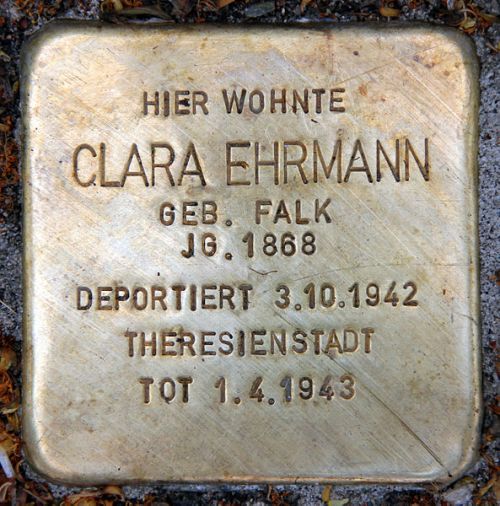 HIER WOHNTE
CLARA EHRMANN
GEB. FALK
JG. 1868
DEPORTIERT 3.10.1942
THERESIENSTADT
TOT 1.4.1943